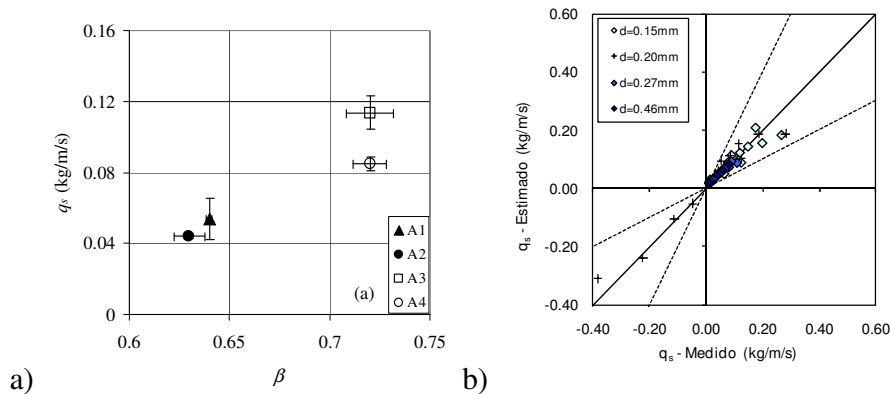 0.16
0.12
0.08
0.04
0
0.6
0.65
0.7
0.75
qs (kg/m/s)
β
A1
A2
A3
A4
(a)
a)
0.60
0.40
0.20
0.00
-0.20
-0.40
-0.40
-0.20
0.00
0.20
0.40
0.60
qs - Estimado (kg/m/s)
qs - Medido (kg/m/s)
d=0.15mm
d=0.20mm
d=0.27mm
d=0.46mm
b)